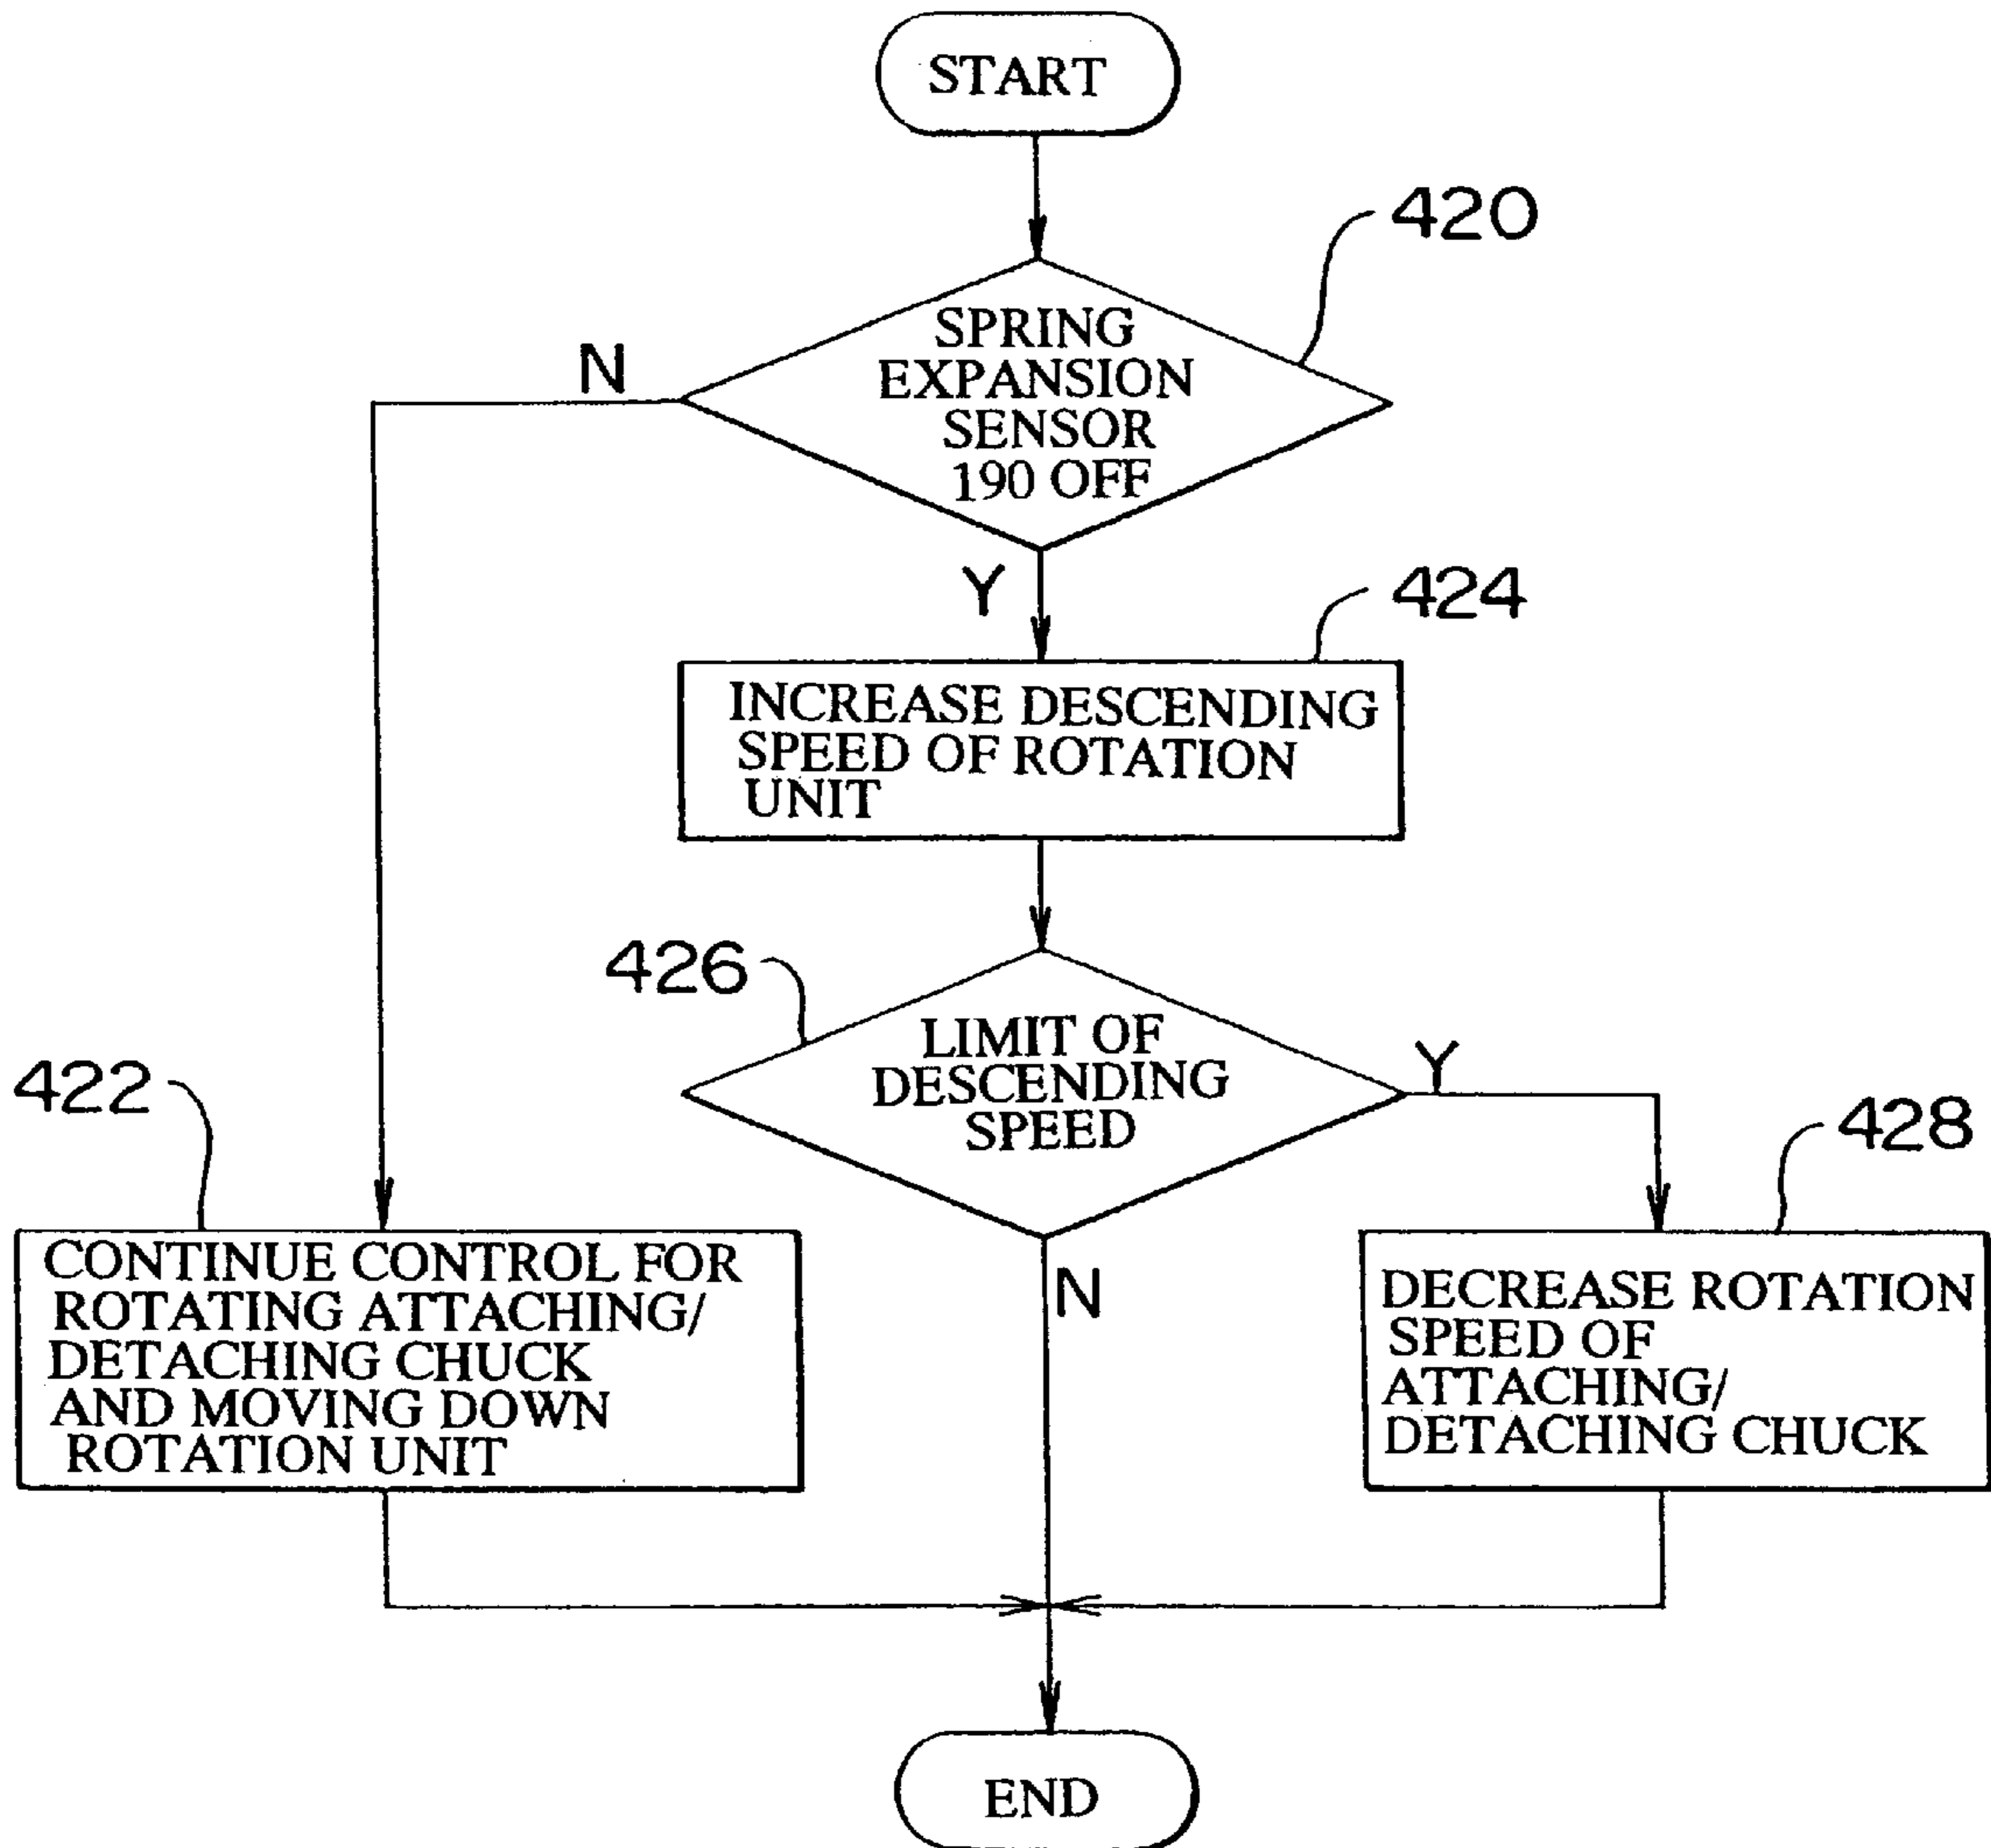 START
420
SPRING
EXPANSION
SENSOR
190 OFF
N
Y
424
INCREASE DESCENDING
SPEED OF ROTATION
UNIT
426
LIMIT OF
DESCENDING
SPEED
Y
N
422
CONTINUE CONTROL FOR
ROTATING ATTACHING/
DETACHING CHUCK
AND MOVING DOWN
ROTATION UNIT
428
DECREASE ROTATION
SPEED OF
ATTACHING/
DETACHING CHUCK
END